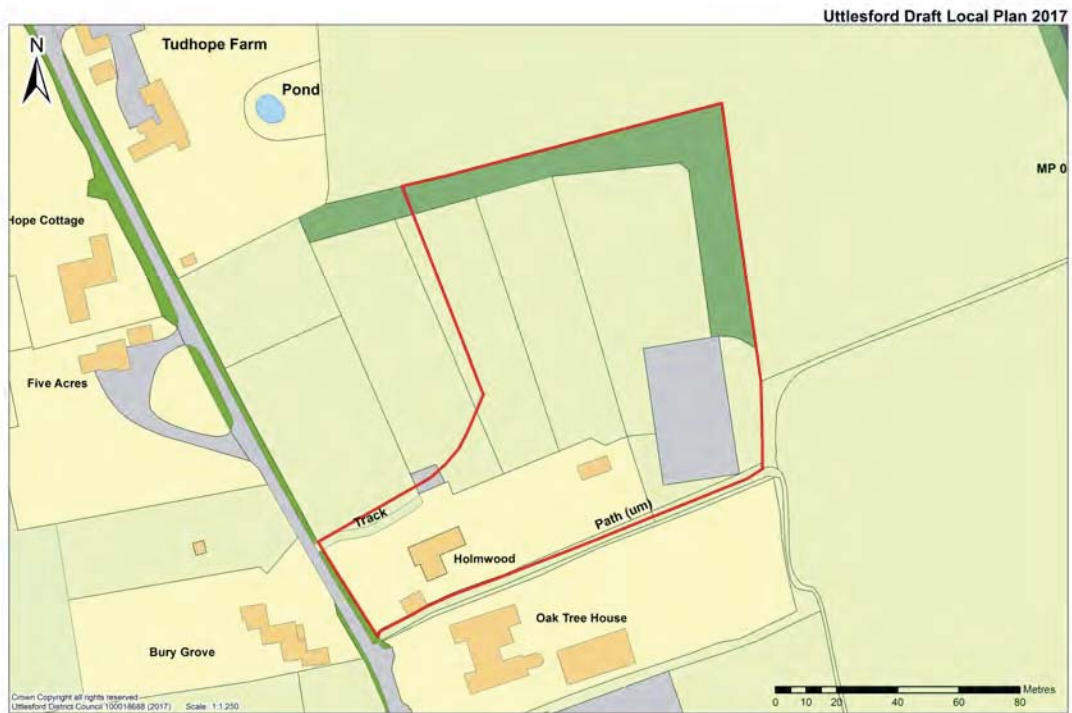 Uttlesford Draft Local Plan 2017
N
Tudhope Farm
Pond
MP 0
Hope Cottage
Five Acres
Track
Path (um)
Holmwood
Oak Tree House
Bury Grove
Metres
0 10 20 40 60 80
Crown Copyright all rights reserved
Uttlesford District Council 100018688 (2017) Scale 1:1,250